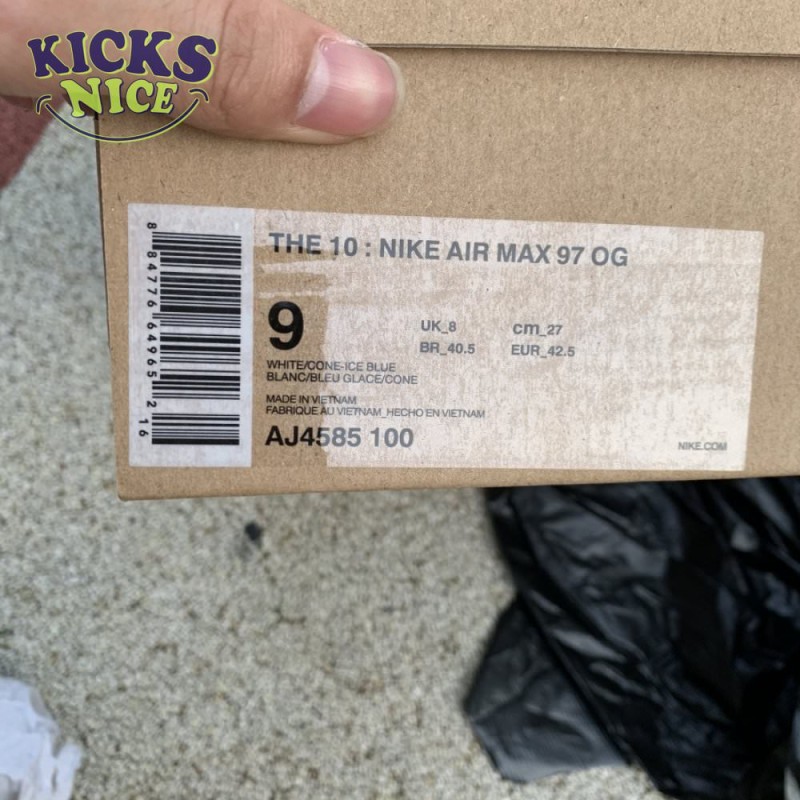 KICKS
NICE
THE 10 : NIKE AIR MAX 97 OG
9
UK_8 cm_27
BR_40.5 EUR_42.5
WHITE/CONE-ICE BLUE
BLANC/BLEU GLACE/CONE
MADE IN VIETNAM
FABRIQUE AU VIETNAM_HECHO EN VIETNAM
AJ4585 100
NIKE.COM
8 84776 64965 2 16